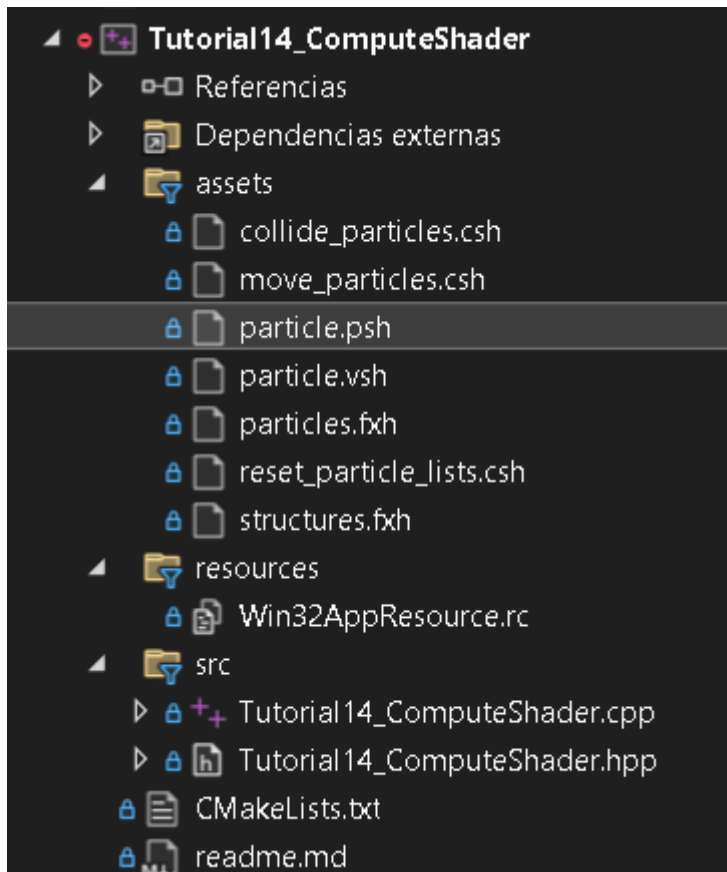 Tutorial14_ComputeShader
Referencias
Dependencias externas
assets
collide_particles.csh
move_particles.csh
particle.psh
particle.vsh
particles.fxh
reset_particle_lists.csh
structures.fxh
resources
Win32AppResource.rc
src
Tutorial14_ComputeShader.cpp
Tutorial14_ComputeShader.hpp
CMakeLists.txt
readme.md